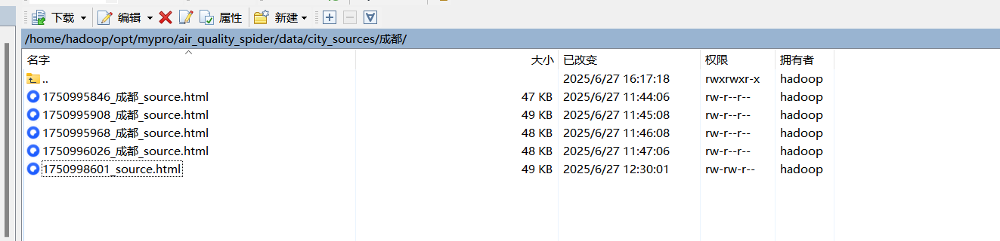 下载 编辑 属性 新建
/home/hadoop/opt/mypro/air_quality_spider/data/city_sources/成都/
名字 大小 已改变 权限 拥有者
.. 2025/6/27 16:17:18 rwxrwxr-x hadoop
1750995846_成都_source.html 47 KB 2025/6/27 11:44:06 rw-r--r-- hadoop
1750995908_成都_source.html 49 KB 2025/6/27 11:45:08 rw-r--r-- hadoop
1750995968_成都_source.html 48 KB 2025/6/27 11:46:08 rw-r--r-- hadoop
1750996026_成都_source.html 48 KB 2025/6/27 11:47:06 rw-r--r-- hadoop
1750998601_source.html 49 KB 2025/6/27 12:30:01 rw-rw-r-- hadoop